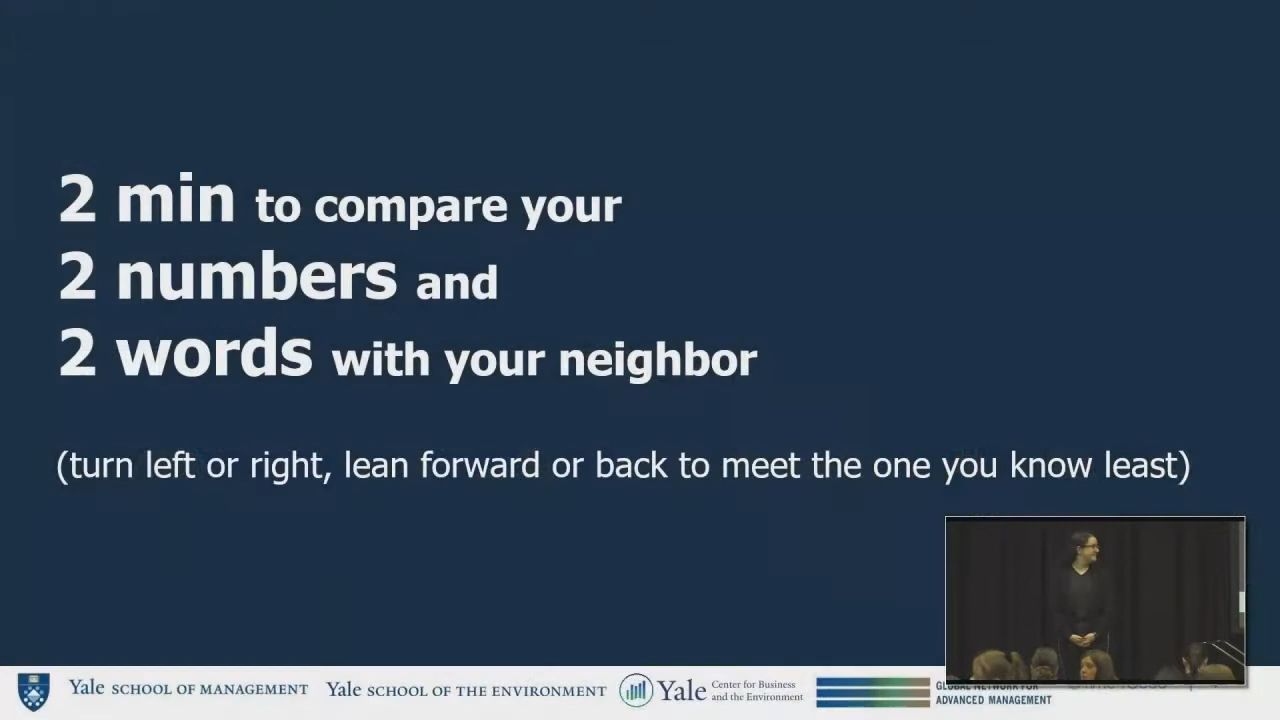 2 min to compare your
2 numbers and
2 words with your neighbor
(turn left or right, lean forward or back to meet the one you know least)
Yale SCHOOL OF MANAGEMENT
Yale SCHOOL OF THE ENVIRONMENT
Yale Center for Business
and the Environment
GLOBAL NETWORK FOR
ADVANCED MANAGEMENT